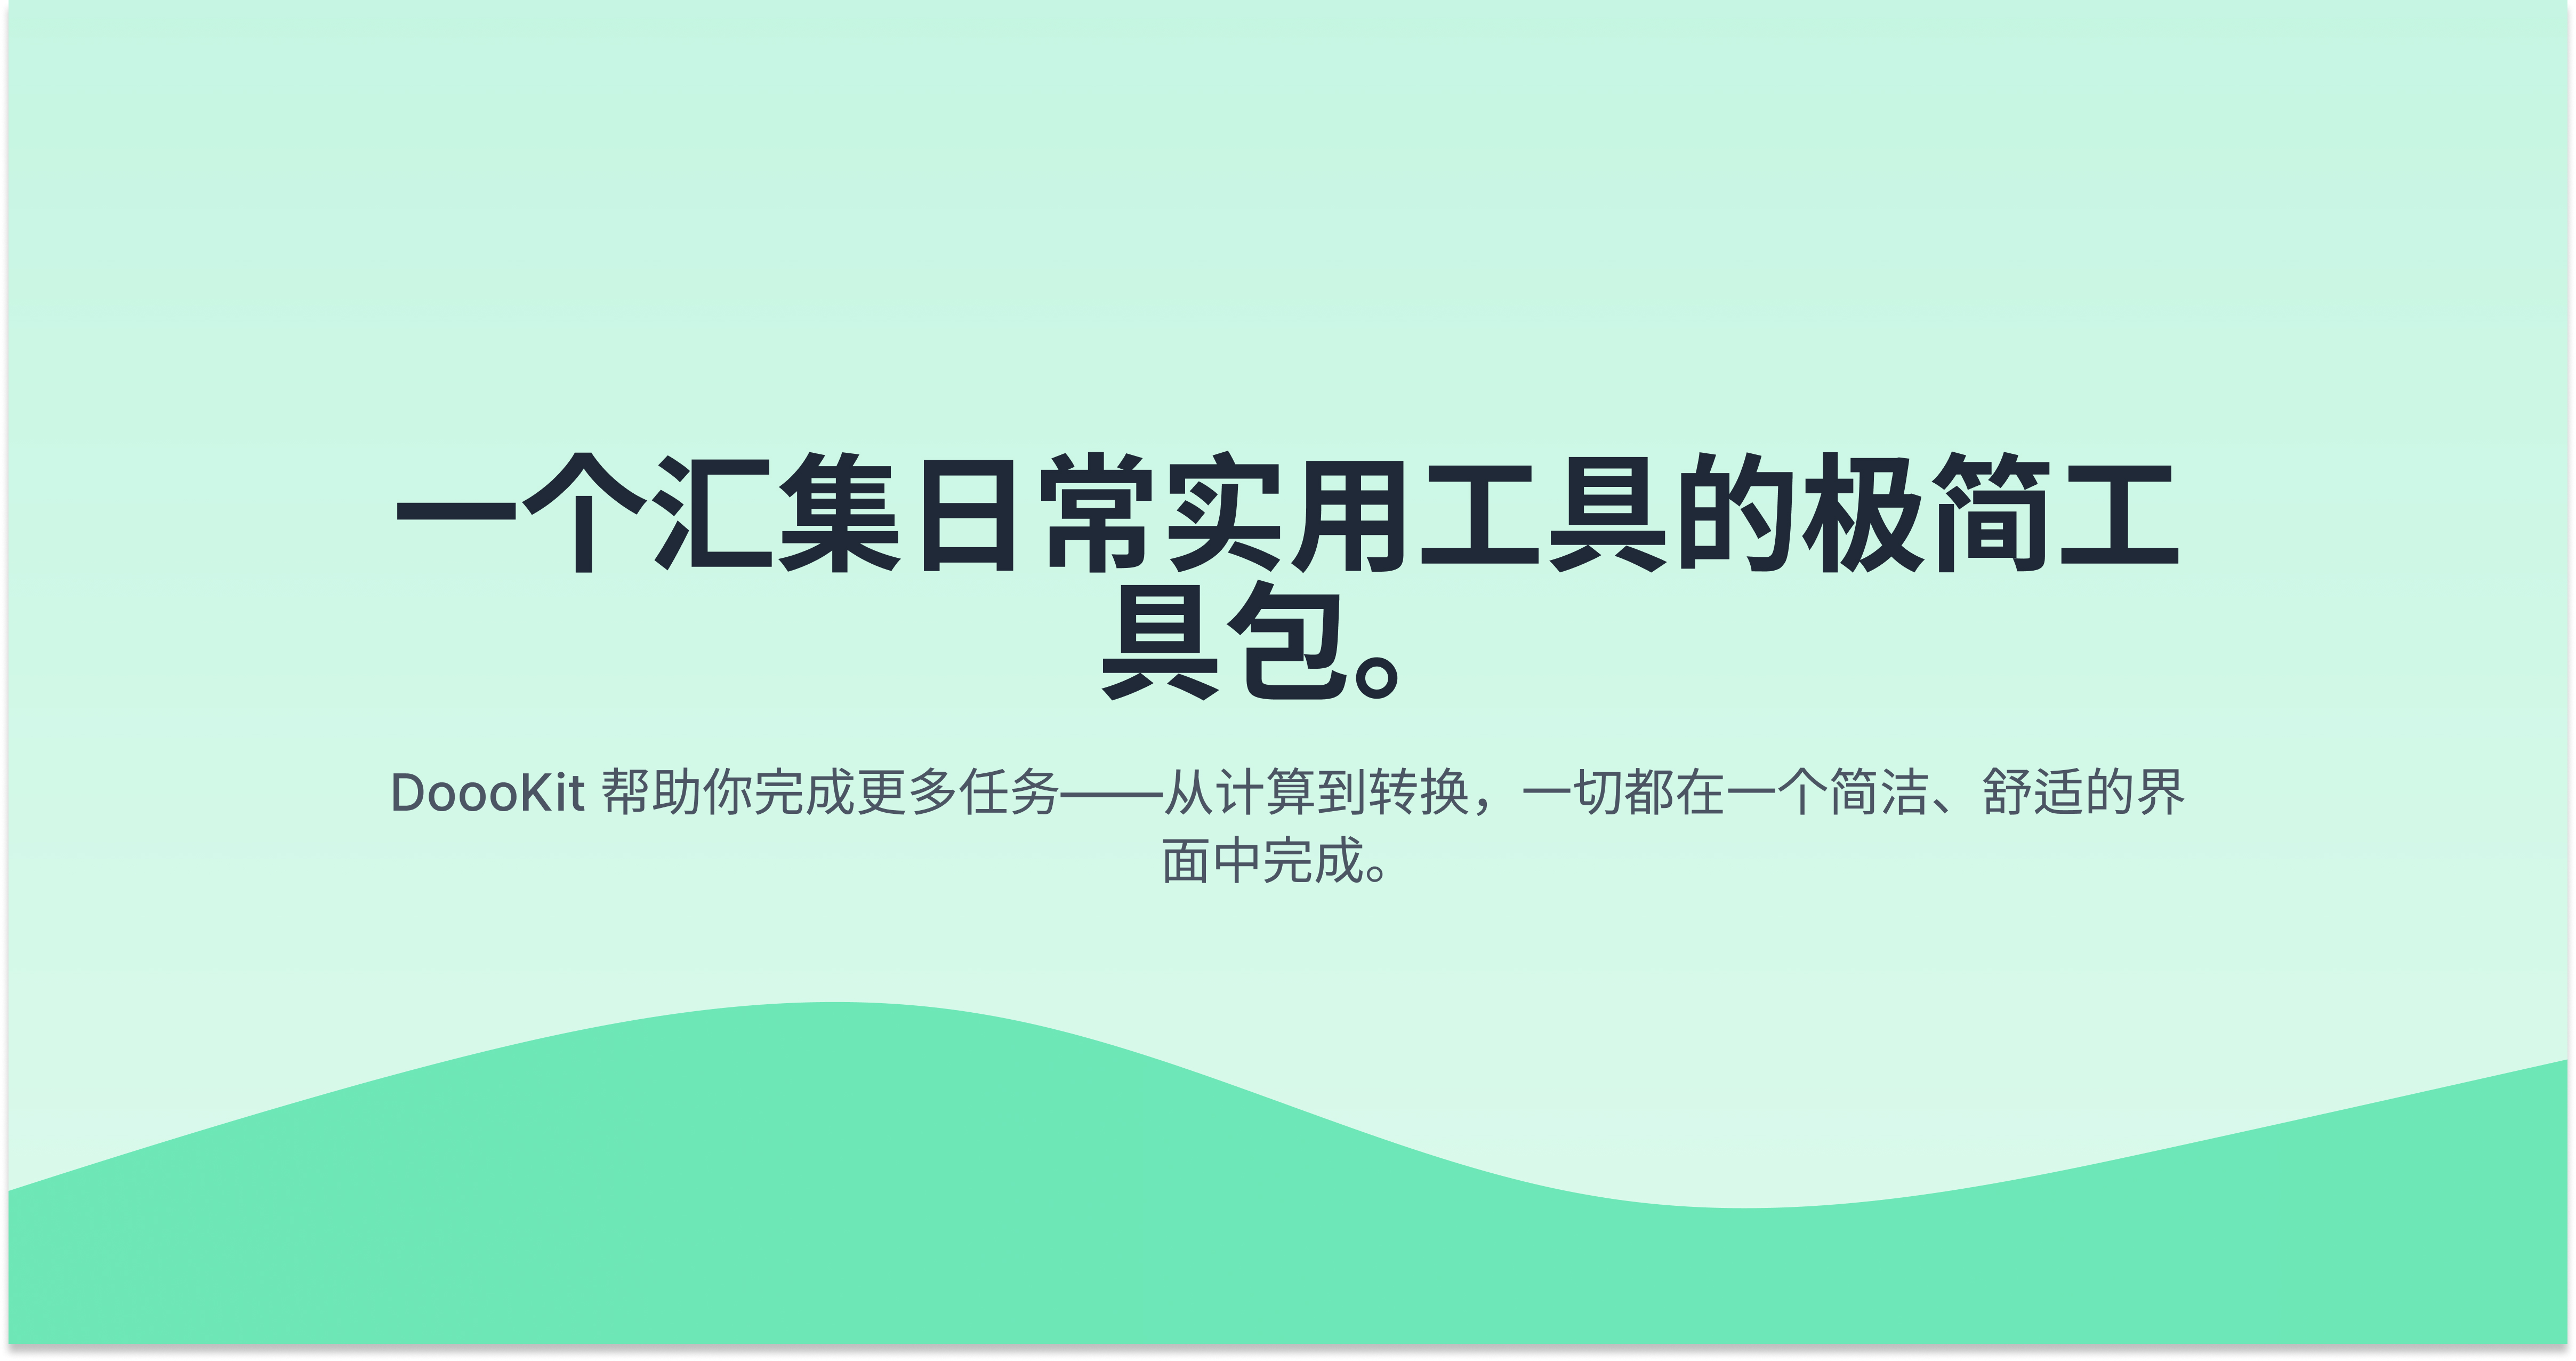 一个汇集日常实用工具的极简工
具包。
DoooKit 帮助你完成更多任务——从计算到转换，一切都在一个简洁、舒适的界
面中完成。